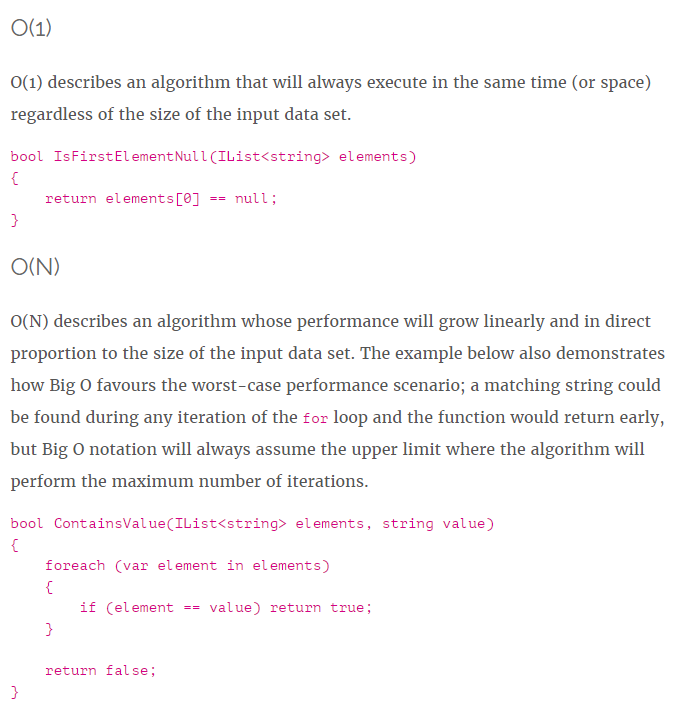 O(1)
O(1) describes an algorithm that will always execute in the same time (or space)
regardless of the size of the input data set.
bool IsFirstElementNull(IList<string> elements)
{
    return elements[0] == null;
}
O(N)
O(N) describes an algorithm whose performance will grow linearly and in direct
proportion to the size of the input data set. The example below also demonstrates
how Big O favours the worst-case performance scenario; a matching string could
be found during any iteration of the for loop and the function would return early,
but Big O notation will always assume the upper limit where the algorithm will
perform the maximum number of iterations.
bool ContainsValue(IList<string> elements, string value)
{
    foreach (var element in elements)
    {
        if (element == value) return true;
    }
    return false;
}